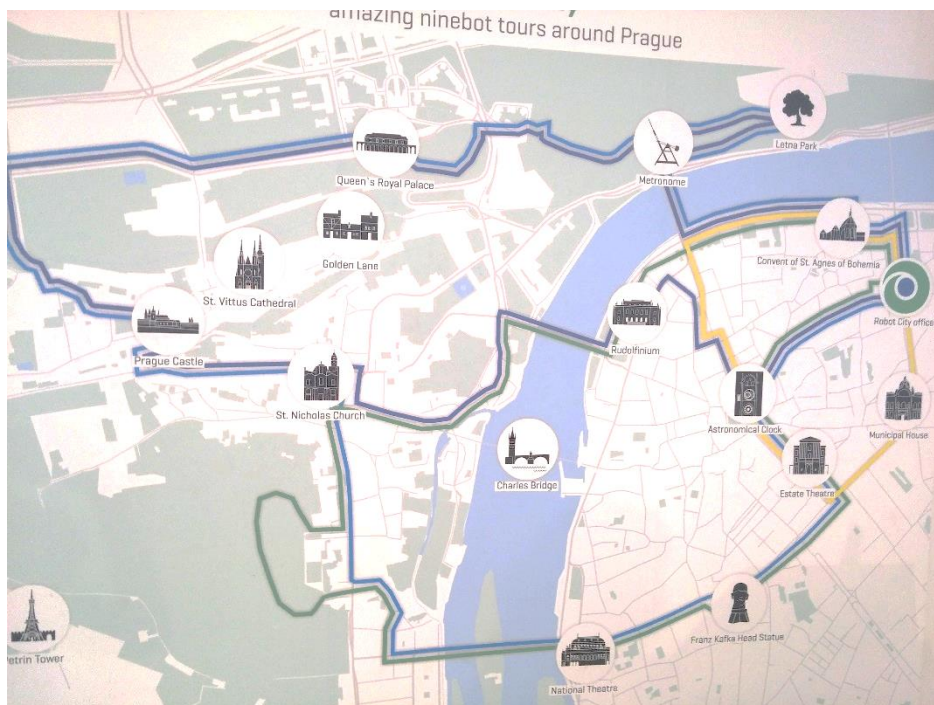 amazing ninebot tours around Prague
Letna Park
Queen's Royal Palace
Metronome
Golden Lane
Convent of St. Agnes of Bohemia
St. Vittus Cathedral
Robot City office
Prague Castle
Rudolfinium
St. Nicholas Church
Astronomical Clock
Municipal House
Charles Bridge
Estate Theatre
Franz Kafka Head Statue
Petrin Tower
National Theatre